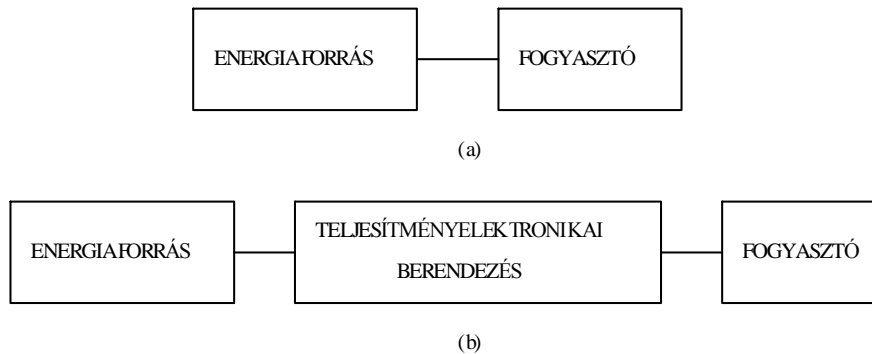 ENERGIAFORRÁS FOGYASZTÓ
(a)
ENERGIAFORRÁS TELJESÍTMÉNYELEKTRONIKAI BERENDEZÉS FOGYASZTÓ
(b)